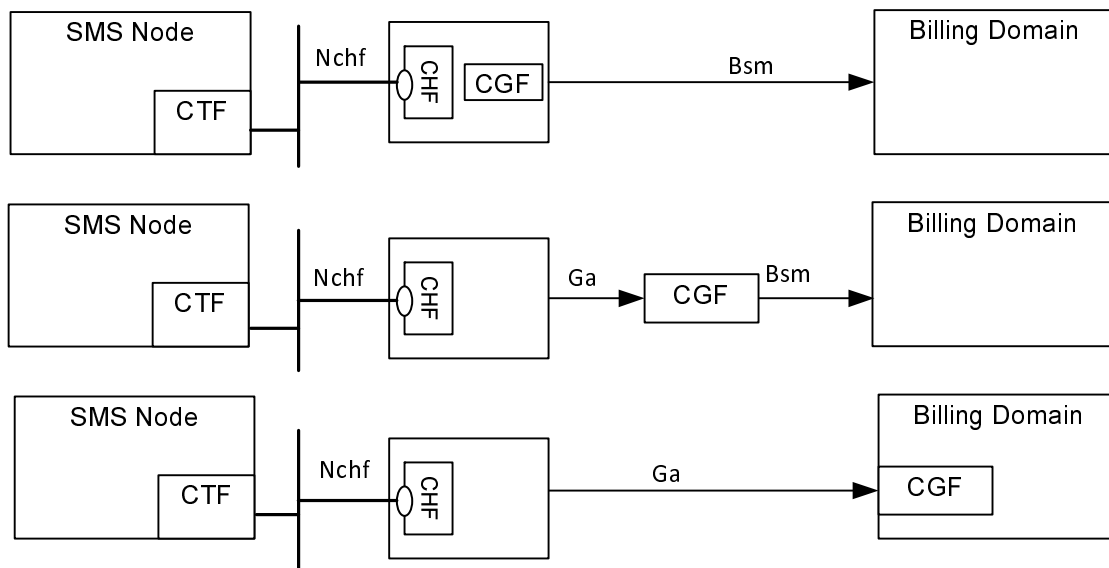 SMS Node
CTF
Nchf
CHF
CGF
Bsm
Billing Domain
SMS Node
CTF
Nchf
CHF
Ga
CGF
Bsm
Billing Domain
SMS Node
CTF
Nchf
CHF
Ga
Billing Domain
CGF